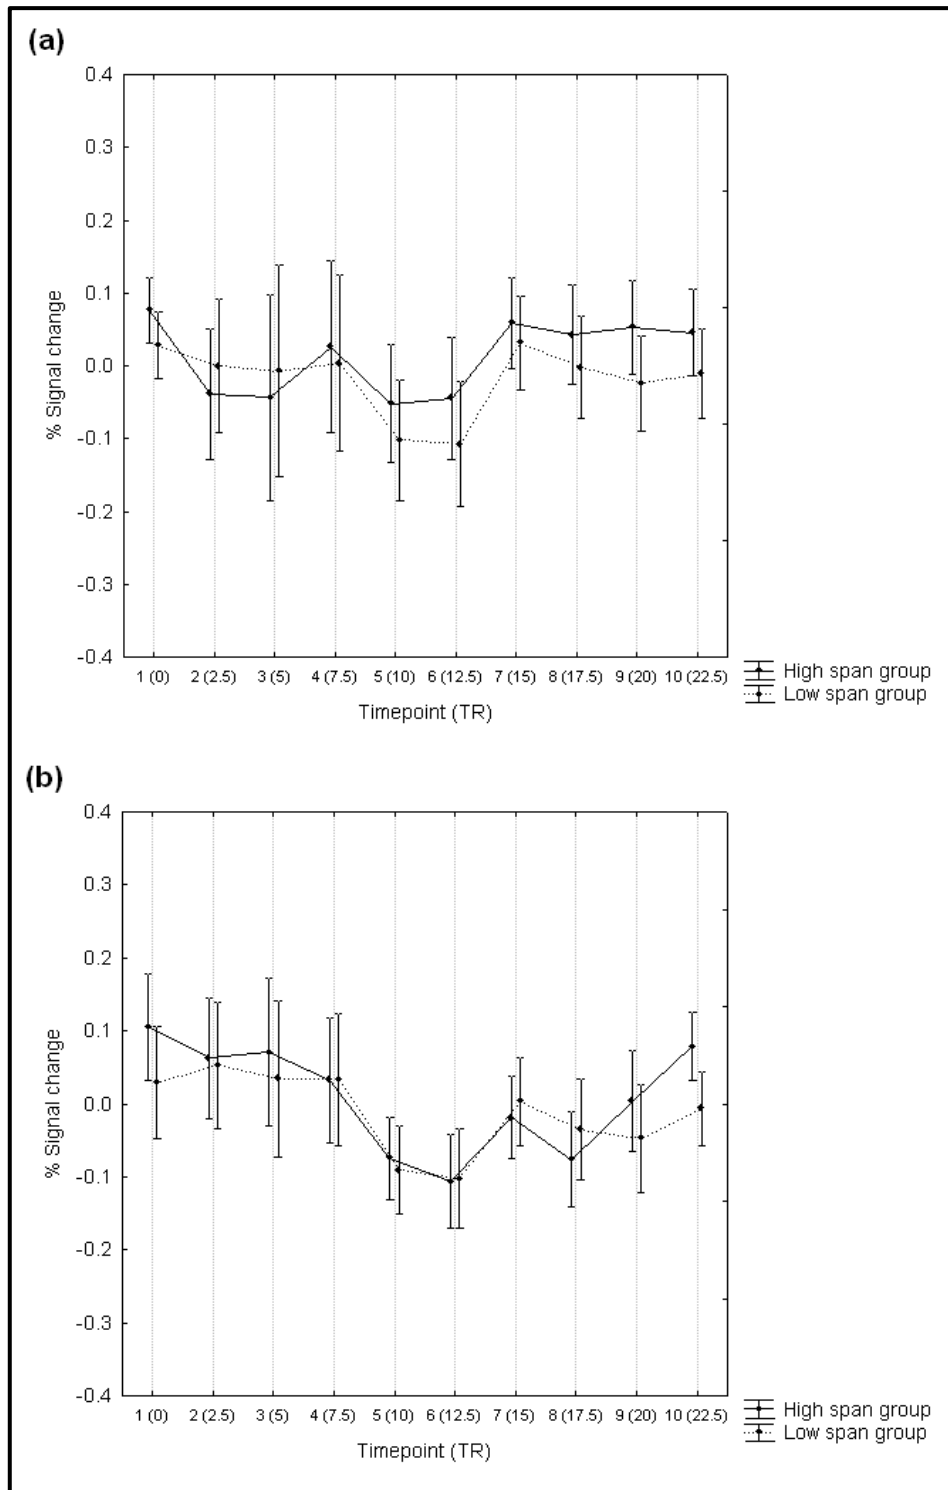 (a)
0.4
0.3
0.2
0.1
0.0
-0.1
-0.2
-0.3
-0.4
% Signal change
1 (0) 2 (2.5) 3 (5) 4 (7.5) 5 (10) 6 (12.5) 7 (15) 8 (17.5) 9 (20) 10 (22.5)
Timepoint (TR)
High span group
Low span group
(b)
0.4
0.3
0.2
0.1
0.0
-0.1
-0.2
-0.3
-0.4
% Signal change
1 (0) 2 (2.5) 3 (5) 4 (7.5) 5 (10) 6 (12.5) 7 (15) 8 (17.5) 9 (20) 10 (22.5)
Timepoint (TR)
High span group
Low span group